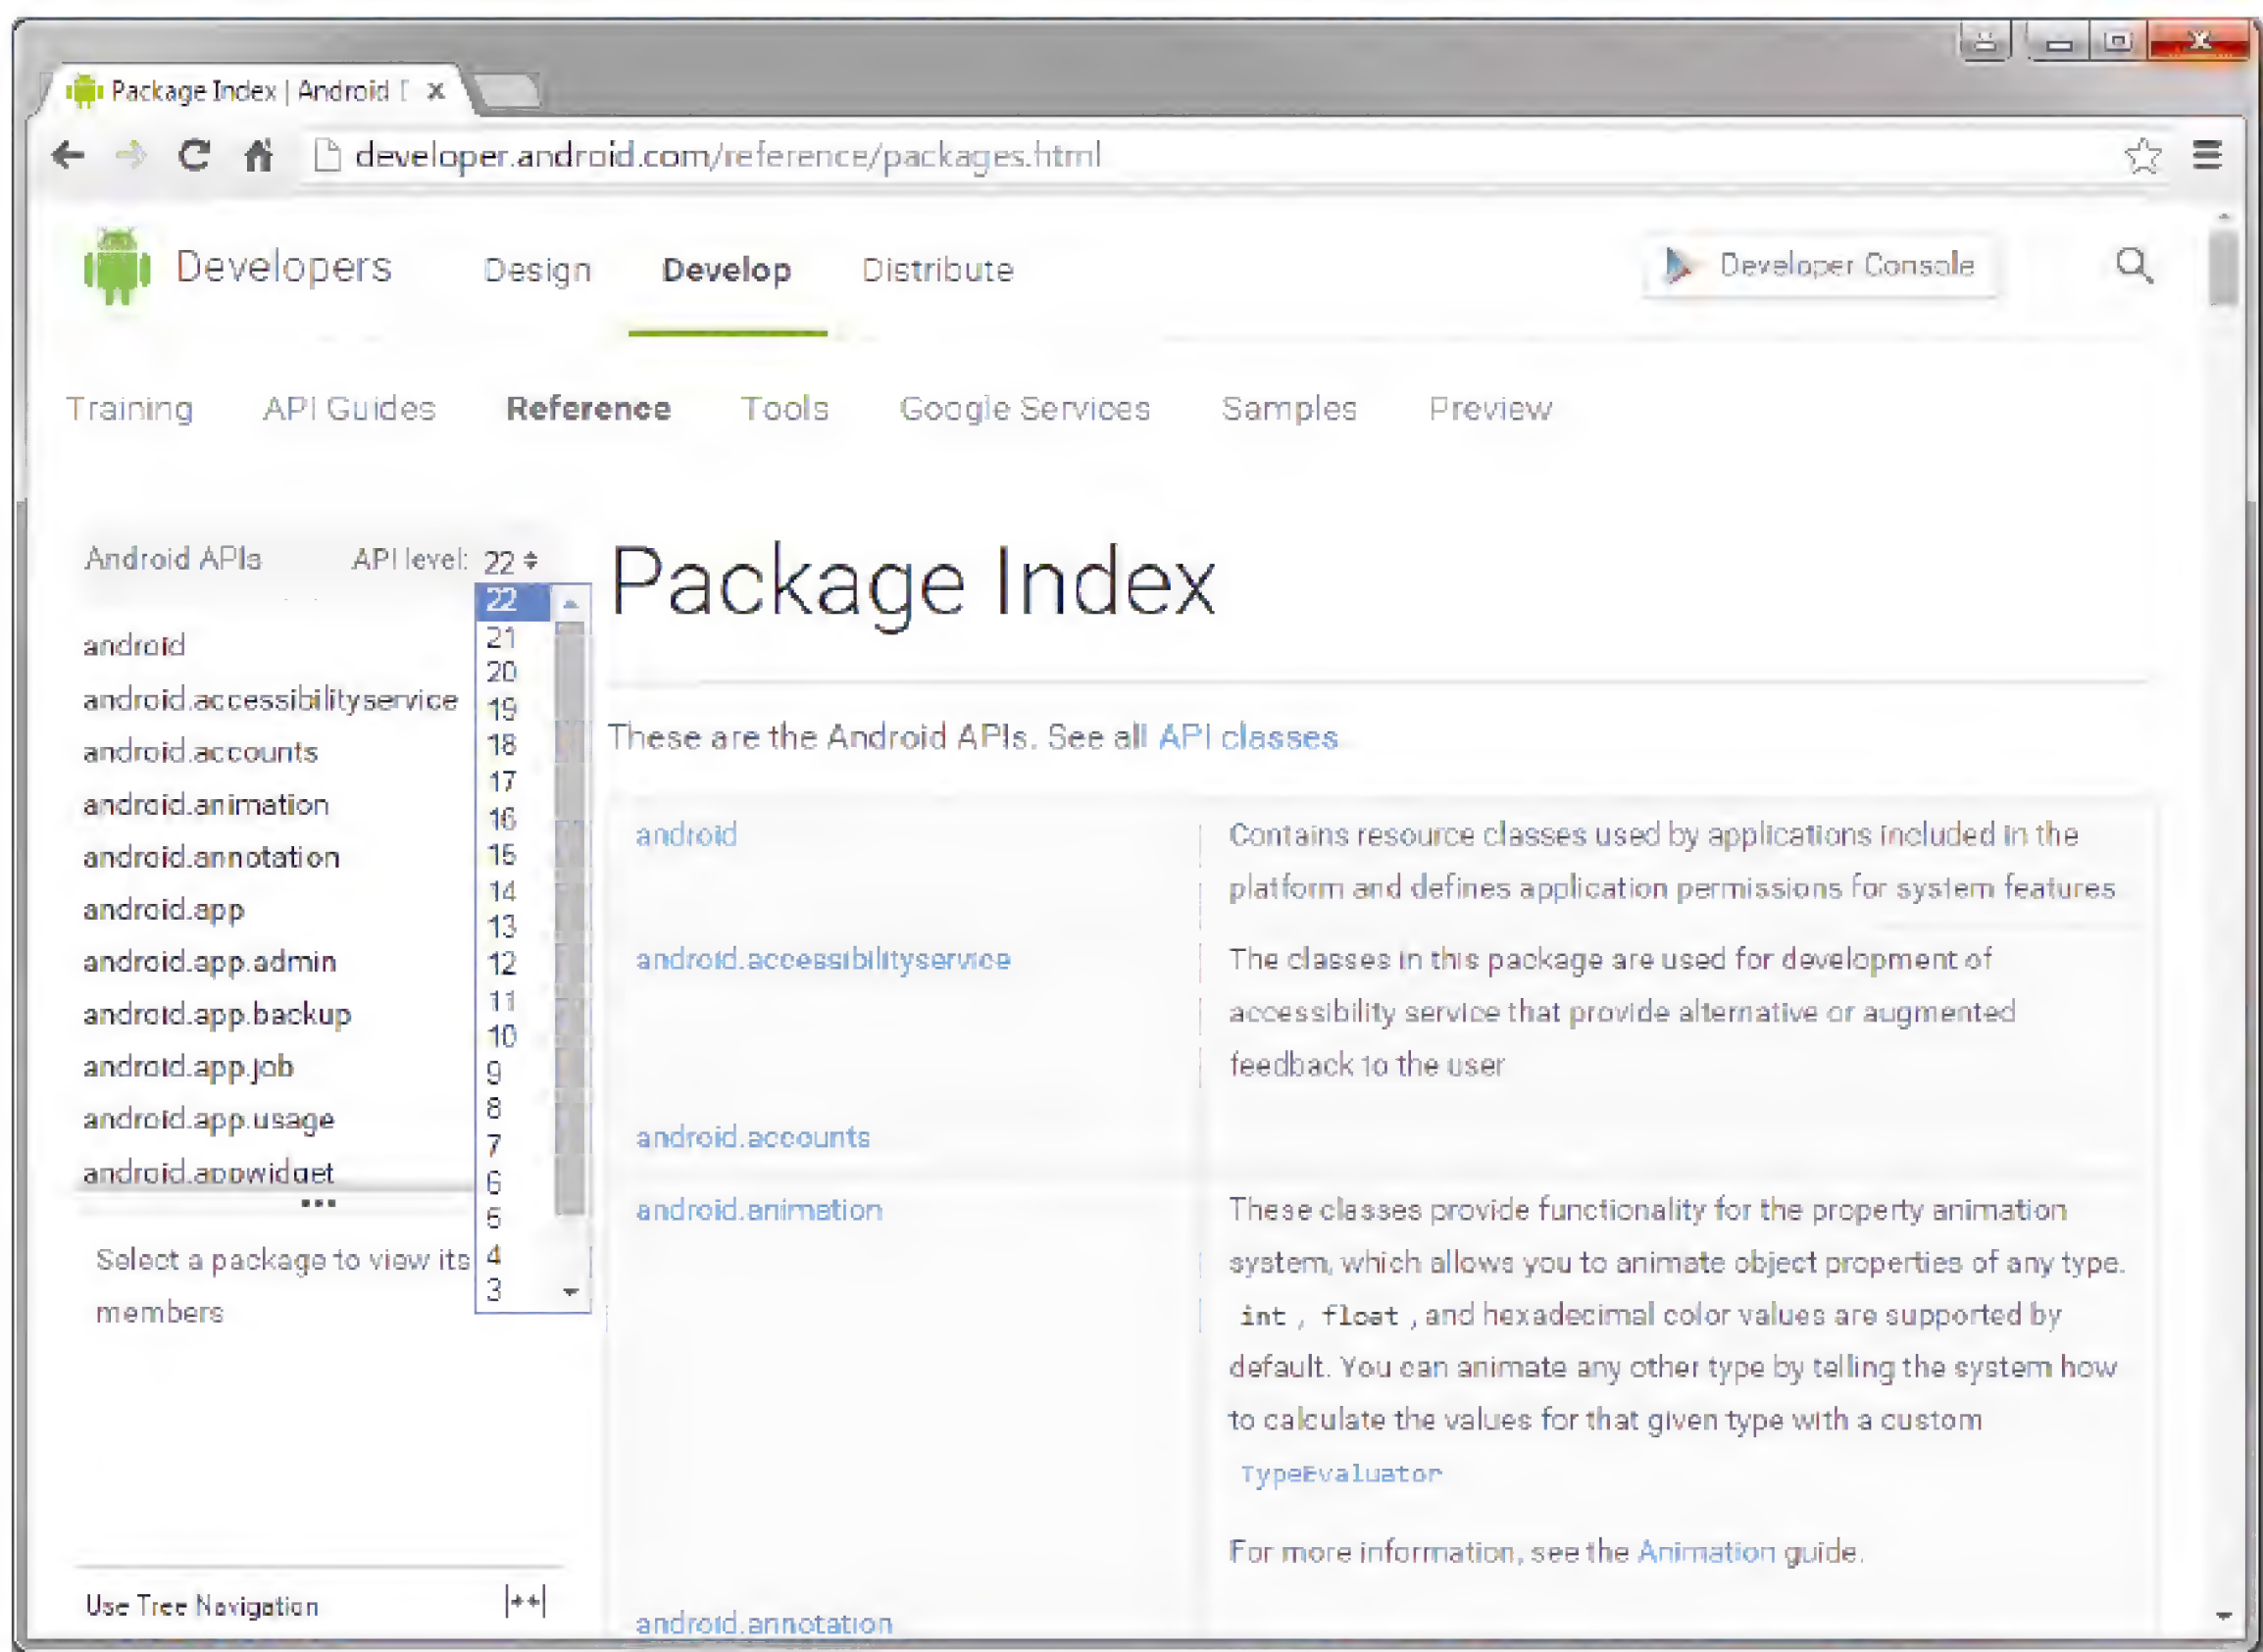 Package Index | Android D
developer.android.com/reference/packages.html
Developers Design Develop Distribute Developer Console
Training API Guides Reference Tools Google Services Samples Preview
Android APIs API level: 22
22
21
20
19
18
17
16
15
14
13
12
11
10
9
8
7
6
5
4
3
android
android.accessibilityservice
android.accounts
android.animation
android.annotation
android.app
android.app.admin
android.app.backup
android.app.job
android.app.usage
android.appwidget
Select a package to view its
members
Use Tree Navigation
Package Index
These are the Android APIs. See all API classes.
android
Contains resource classes used by applications included in the
platform and defines application permissions for system features.
android.accessibilityservice
The classes in this package are used for development of
accessibility service that provide alternative or augmented
feedback to the user
android.accounts
android.animation
These classes provide functionality for the property animation
system, which allows you to animate object properties of any type.
int , float , and hexadecimal color values are supported by
default. You can animate any other type by telling the system how
to calculate the values for that given type with a custom
TypeEvaluator
For more information, see the Animation guide.
android.annotation